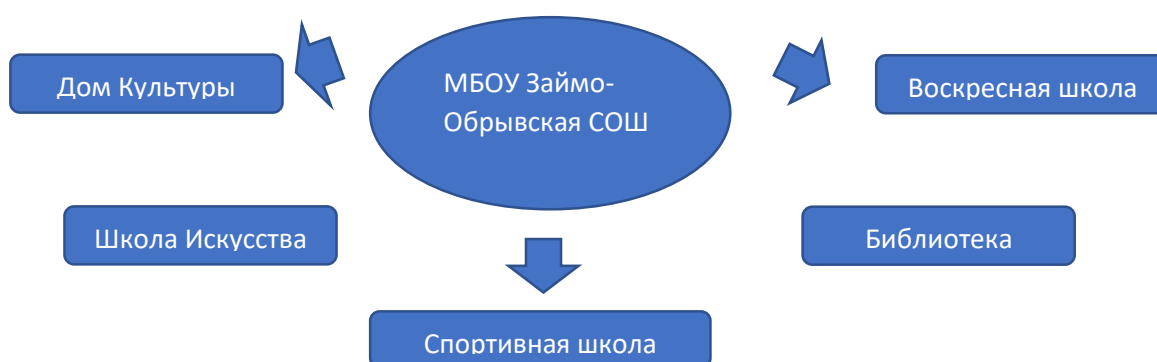 МБОУ Займо-
Обрывская СОШ
Дом Культуры
Воскресная школа
Школа Искусства
Библиотека
Спортивная школа